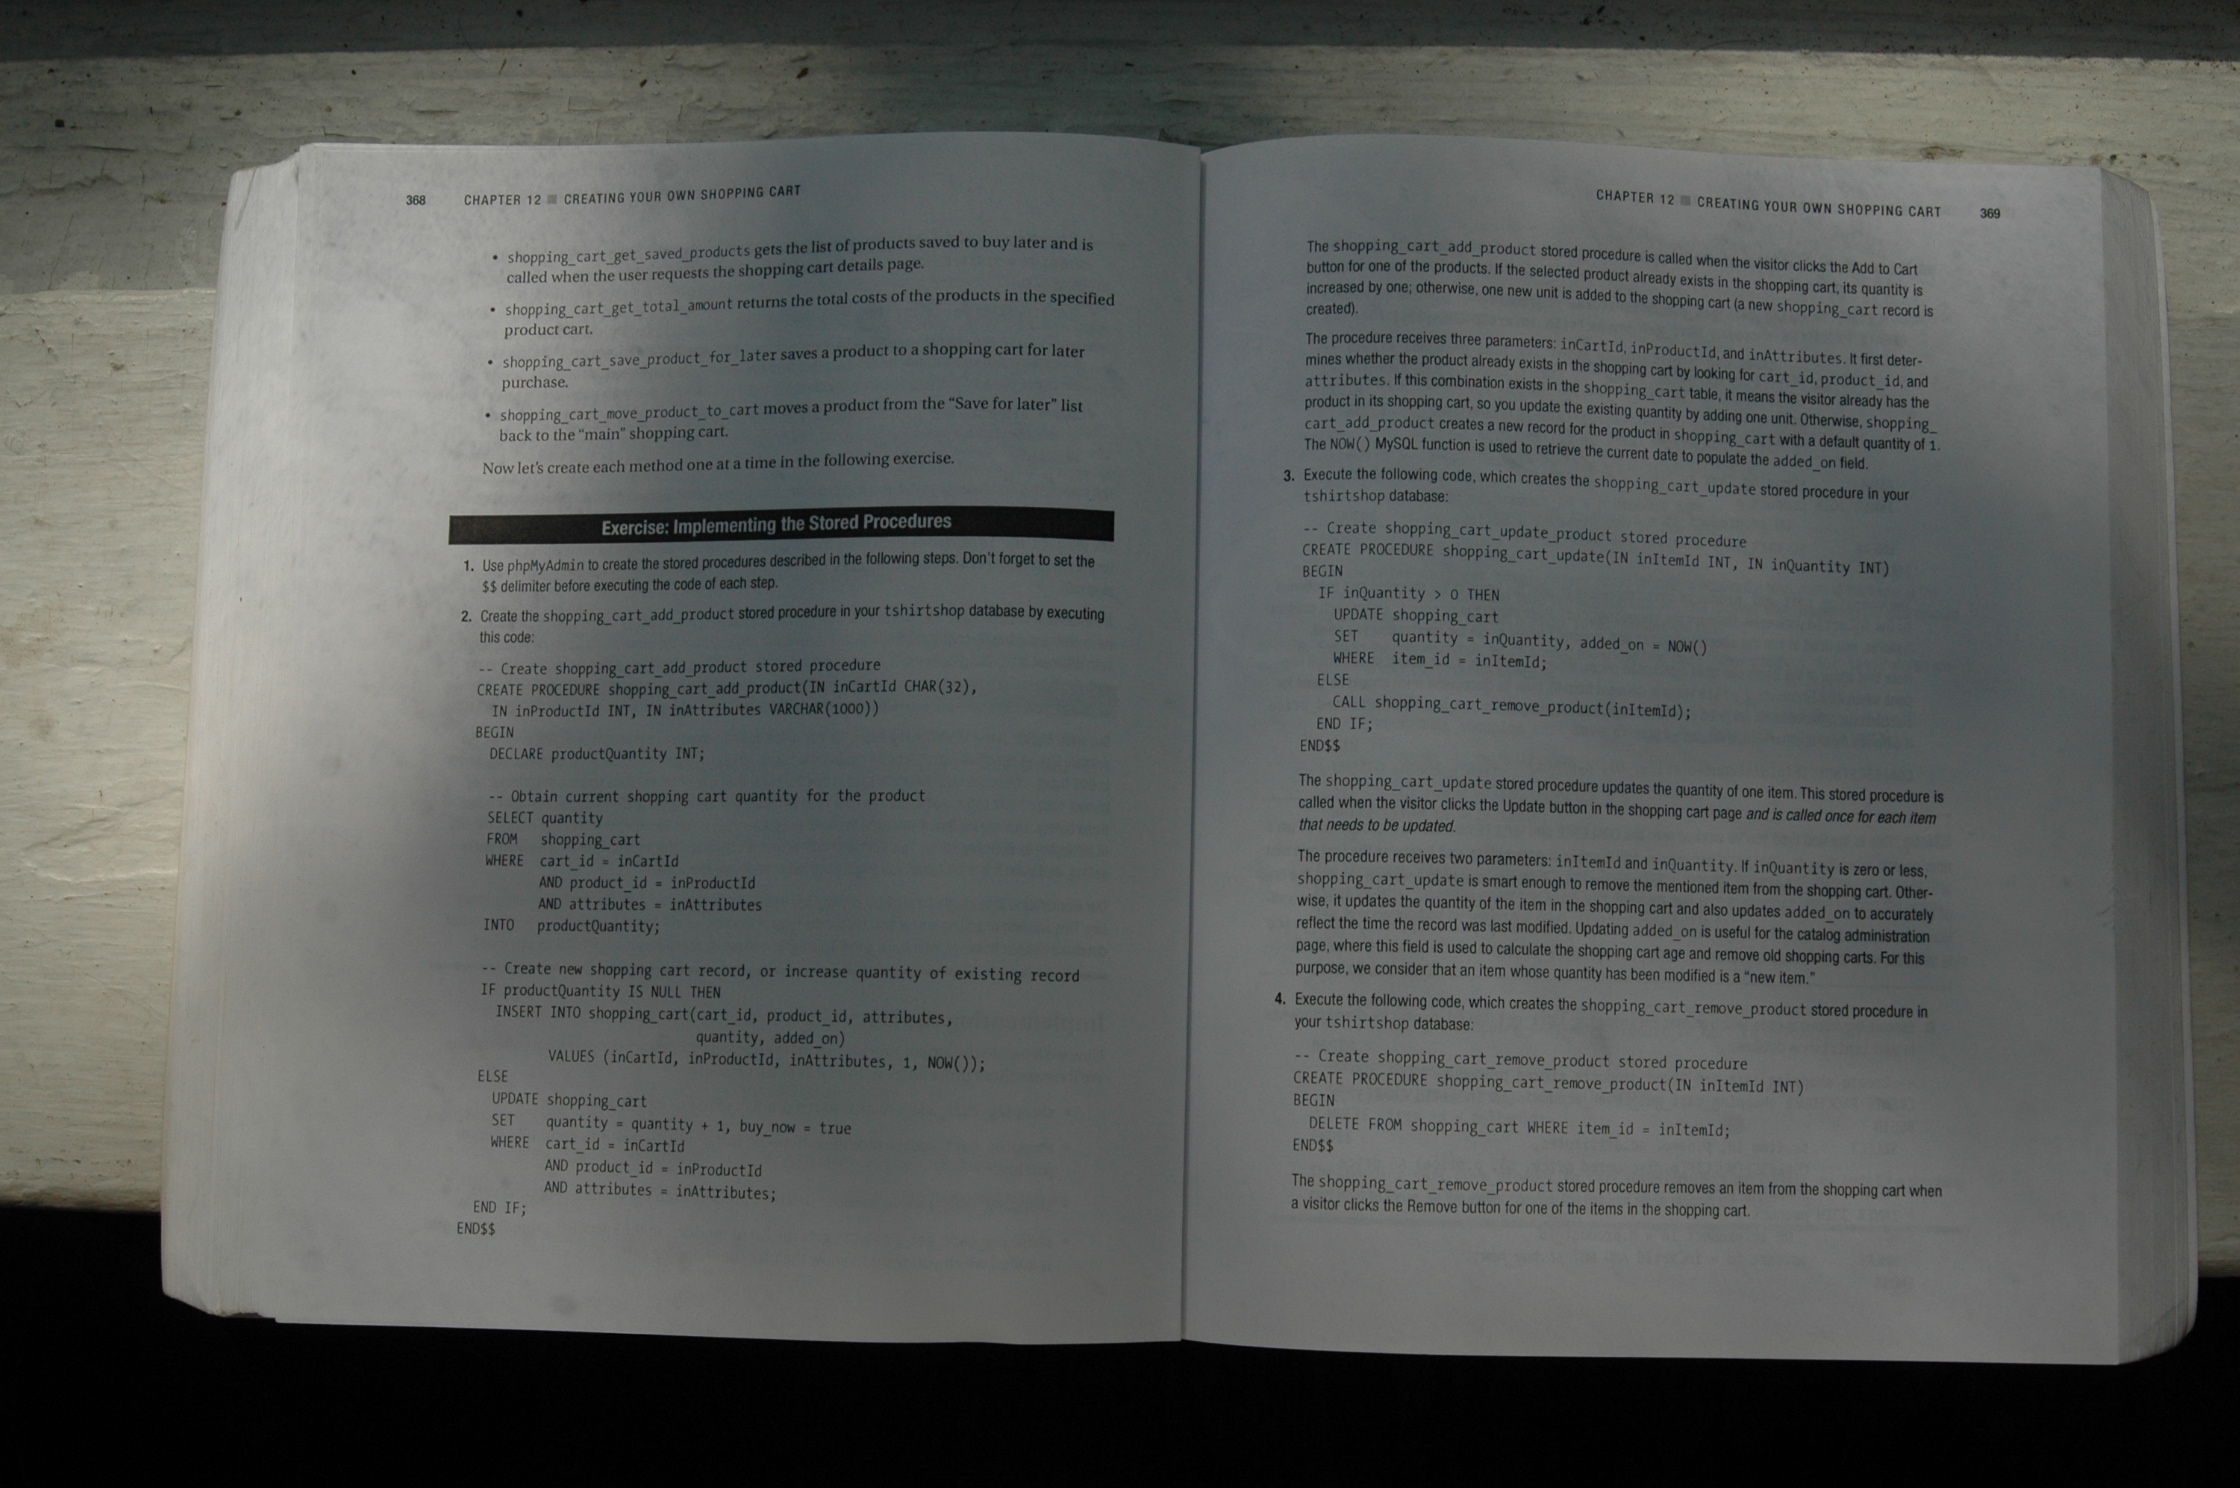 368 CHAPTER 12 ■ CREATING YOUR OWN SHOPPING CART
• shopping_cart_get_saved_products gets the list of products saved to buy later and is
called when the user requests the shopping cart details page.
• shopping_cart_get_total_amount returns the total costs of the products in the specified
product cart.
• shopping_cart_save_product_for_later saves a product to a shopping cart for later
purchase.
• shopping_cart_move_product_to_cart moves a product from the “Save for later” list
back to the “main” shopping cart.
Now let’s create each method one at a time in the following exercise.
Exercise: Implementing the Stored Procedures
1. Use phpMyAdmin to create the stored procedures described in the following steps. Don’t forget to set the
$$ delimiter before executing the code of each step.
2. Create the shopping_cart_add_product stored procedure in your tshirtshop database by executing
this code:
-- Create shopping_cart_add_product stored procedure
CREATE PROCEDURE shopping_cart_add_product(IN inCartId CHAR(32),
IN inProductId INT, IN inAttributes VARCHAR(1000))
BEGIN
DECLARE productQuantity INT;
-- Obtain current shopping cart quantity for the product
SELECT quantity
FROM shopping_cart
WHERE cart_id = inCartId
AND product_id = inProductId
AND attributes = inAttributes
INTO productQuantity;
-- Create new shopping cart record, or increase quantity of existing record
IF productQuantity IS NULL THEN
INSERT INTO shopping_cart(cart_id, product_id, attributes,
quantity, added_on)
VALUES (inCartId, inProductId, inAttributes, 1, NOW());
ELSE
UPDATE shopping_cart
SET quantity = quantity + 1, buy_now = true
WHERE cart_id = inCartId
AND product_id = inProductId
AND attributes = inAttributes;
END IF;
END$$
CHAPTER 12 ■ CREATING YOUR OWN SHOPPING CART 369
The shopping_cart_add_product stored procedure is called when the visitor clicks the Add to Cart
button for one of the products. If the selected product already exists in the shopping cart, its quantity is
increased by one; otherwise, one new unit is added to the shopping cart (a new shopping_cart record is
created).
The procedure receives three parameters: inCartId, inProductId, and inAttributes. It first deter-
mines whether the product already exists in the shopping cart by looking for cart_id, product_id, and
attributes. If this combination exists in the shopping_cart table, it means the visitor already has the
product in its shopping cart, so you update the existing quantity by adding one unit. Otherwise, shopping_
cart_add_product creates a new record for the product in shopping_cart with a default quantity of 1.
The NOW() MySQL function is used to retrieve the current date to populate the added_on field.
3. Execute the following code, which creates the shopping_cart_update stored procedure in your
tshirtshop database:
-- Create shopping_cart_update_product stored procedure
CREATE PROCEDURE shopping_cart_update(IN inItemId INT, IN inQuantity INT)
BEGIN
IF inQuantity > 0 THEN
UPDATE shopping_cart
SET quantity = inQuantity, added_on = NOW()
WHERE item_id = inItemId;
ELSE
CALL shopping_cart_remove_product(inItemId);
END IF;
END$$
The shopping_cart_update stored procedure updates the quantity of one item. This stored procedure is
called when the visitor clicks the Update button in the shopping cart page and is called once for each item
that needs to be updated.
The procedure receives two parameters: inItemId and inQuantity. If inQuantity is zero or less,
shopping_cart_update is smart enough to remove the mentioned item from the shopping cart. Other-
wise, it updates the quantity of the item in the shopping cart and also updates added_on to accurately
reflect the time the record was last modified. Updating added_on is useful for the catalog administration
page, where this field is used to calculate the shopping cart age and remove old shopping carts. For this
purpose, we consider that an item whose quantity has been modified is a “new item.”
4. Execute the following code, which creates the shopping_cart_remove_product stored procedure in
your tshirtshop database:
-- Create shopping_cart_remove_product stored procedure
CREATE PROCEDURE shopping_cart_remove_product(IN inItemId INT)
BEGIN
DELETE FROM shopping_cart WHERE item_id = inItemId;
END$$
The shopping_cart_remove_product stored procedure removes an item from the shopping cart when
a visitor clicks the Remove button for one of the items in the shopping cart.